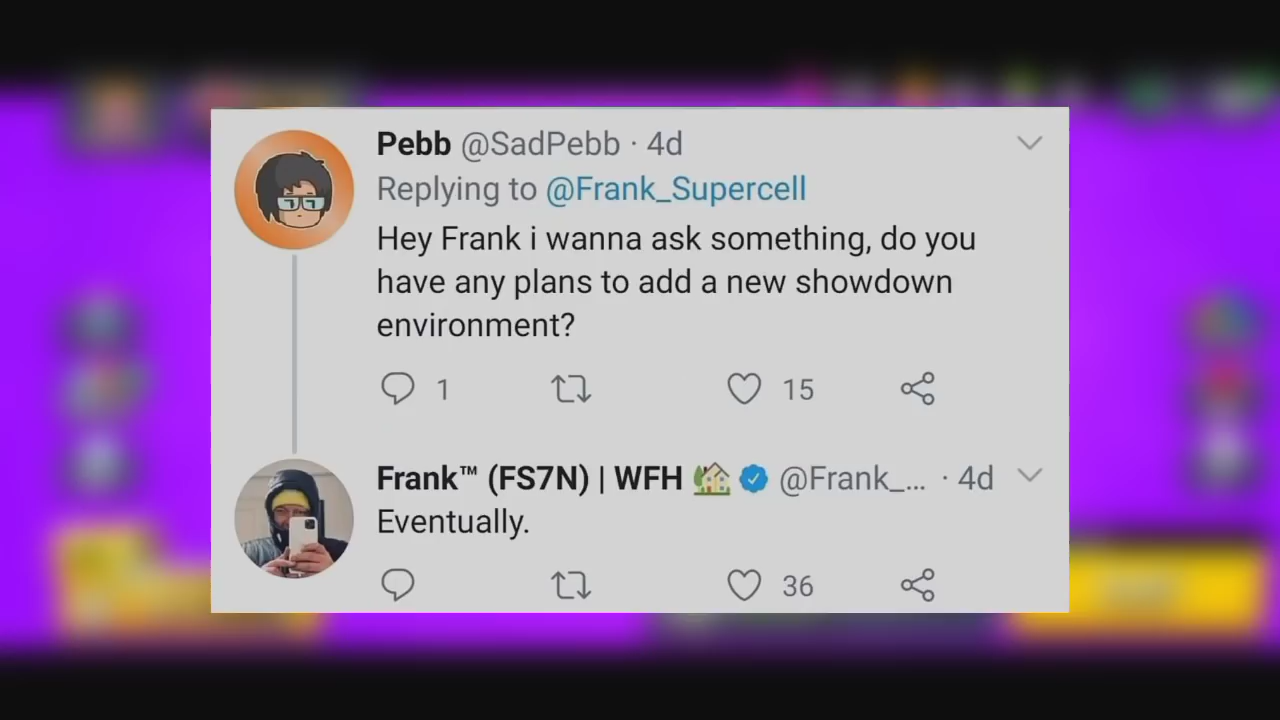 Pebb @SadPebb · 4d
Replying to @Frank_Supercell
Hey Frank i wanna ask something, do you
have any plans to add a new showdown
environment?
1 15
Frank™ (FS7N) | WFH 🏡 @Frank_... · 4d
Eventually.
36